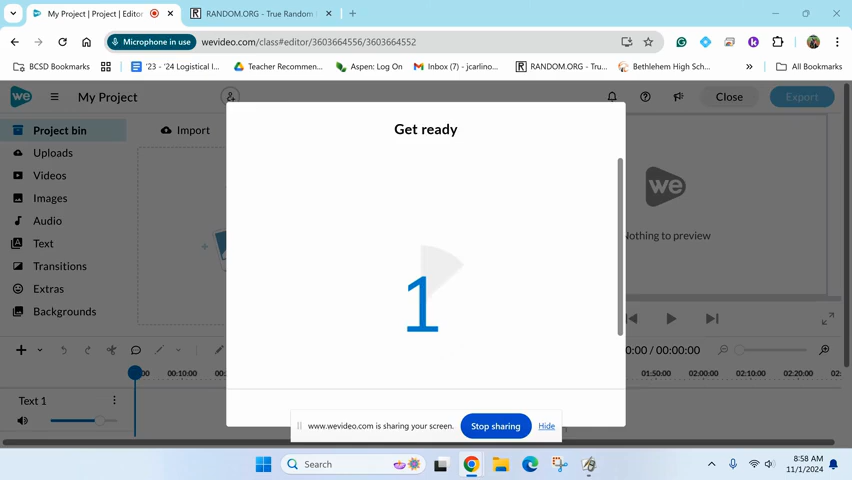 My Project | Project | Editor
RANDOM.ORG - True Random
Microphone in use
wevideo.com/class#editor/3603664556/3603664552
BCSD Bookmarks
'23 - '24 Logistical I...
Teacher Recommen...
Aspen: Log On
Inbox (7) - jcarlino...
RANDOM.ORG - Tru...
Bethlehem High Sch...
All Bookmarks
we
My Project
Close
Export
Project bin
Import
Get ready
Uploads
Videos
Images
we
Audio
Nothing to preview
Text
Transitions
Extras
1
Backgrounds
0:00 / 00:00:00
00:10:00
01:50:00
02:00:00
02:10:00
02:20:00
Text 1
www.wevideo.com is sharing your screen.
Stop sharing
Hide
Search
8:58 AM
11/1/2024